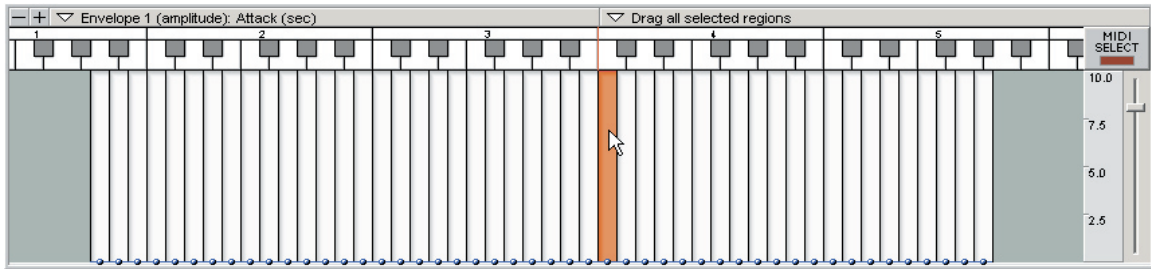 − + ▽ Envelope 1 (amplitude): Attack (sec) ▽ Drag all selected regions
1 2 3 4 5
MIDI
SELECT
10.0
7.5
5.0
2.5